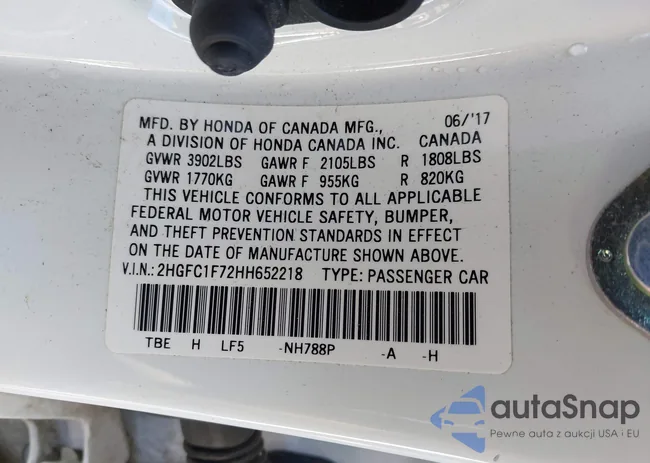 MFD. BY HONDA OF CANADA MFG., 06/'17
A DIVISION OF HONDA CANADA INC. CANADA
GVWR 3902LBS GAWR F 2105LBS R 1808LBS
GVWR 1770KG GAWR F 955KG R 820KG
THIS VEHICLE CONFORMS TO ALL APPLICABLE
FEDERAL MOTOR VEHICLE SAFETY, BUMPER,
AND THEFT PREVENTION STANDARDS IN EFFECT
ON THE DATE OF MANUFACTURE SHOWN ABOVE.
V.I.N.: 2HGFC1F72HH652218 TYPE: PASSENGER CAR
TBE H LF5 -NH788P -A -H
autaSnap
Pewne auta z aukcji USA i EU